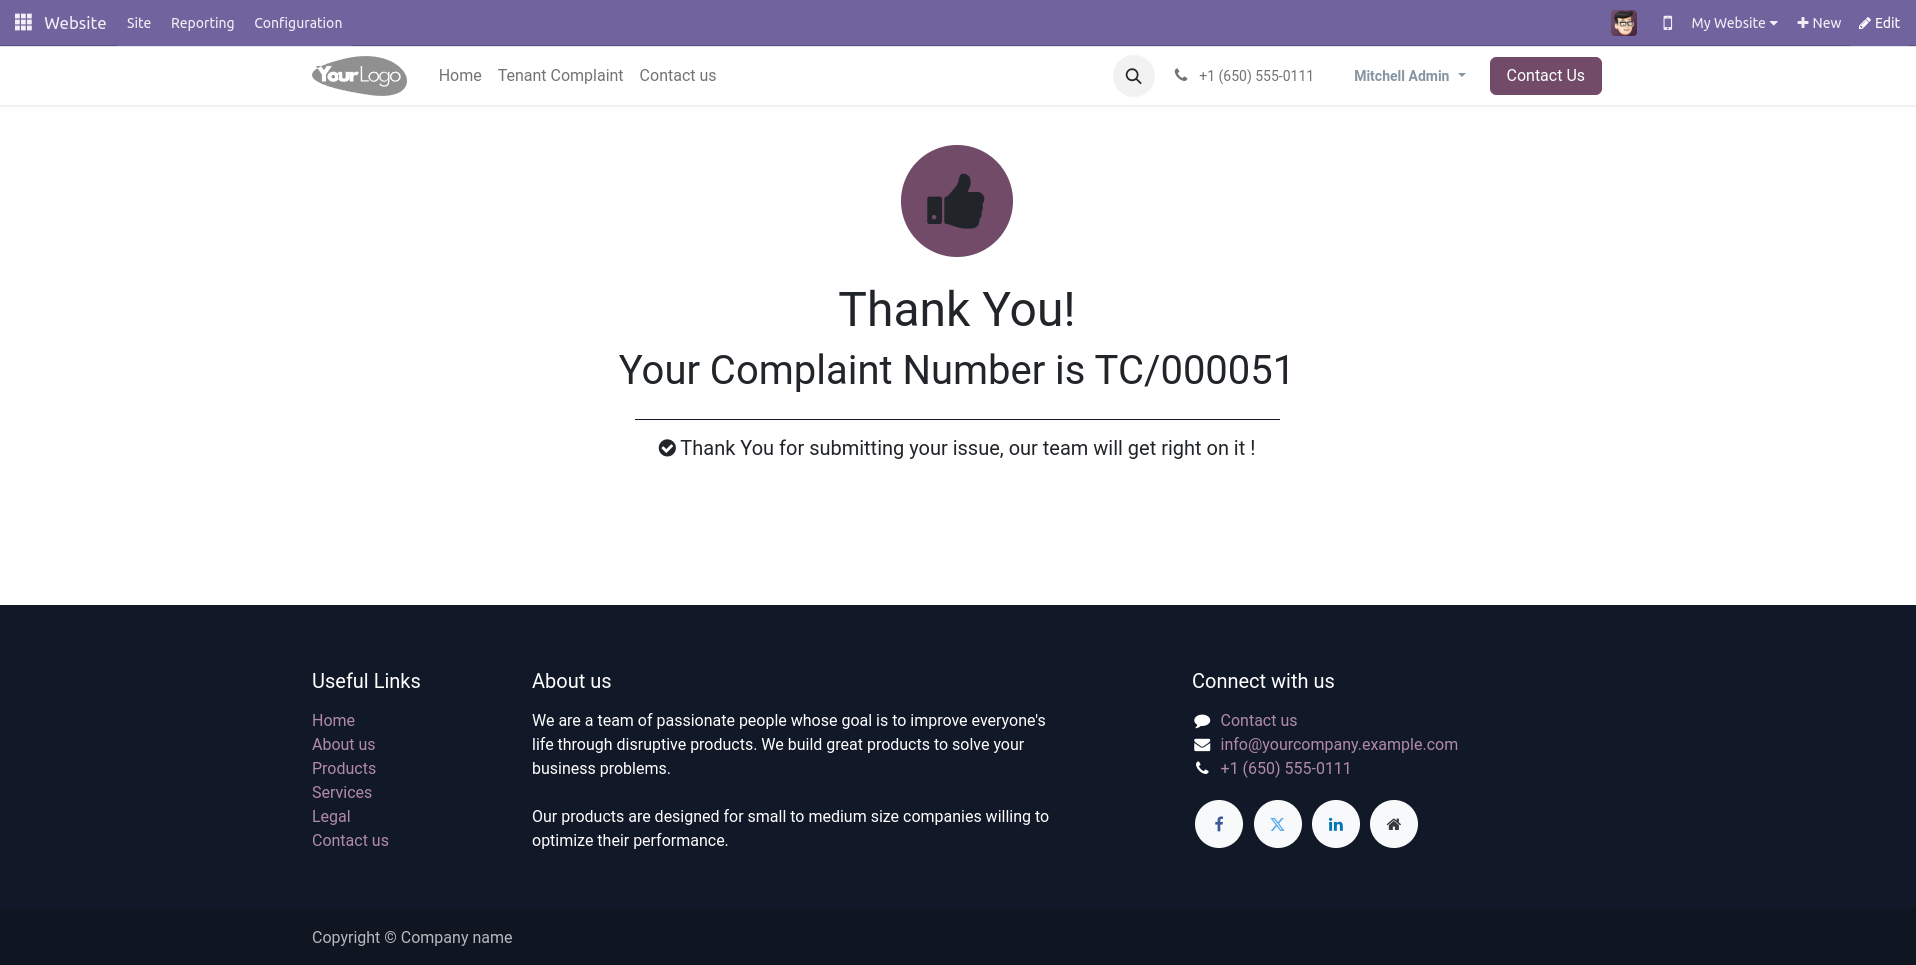 Website Site Reporting Configuration My Website New Edit
YourLogo Home Tenant Complaint Contact us +1 (650) 555-0111 Mitchell Admin Contact Us
Thank You!
Your Complaint Number is TC/000051
Thank You for submitting your issue, our team will get right on it !
Useful Links
Home
About us
Products
Services
Legal
Contact us
About us
We are a team of passionate people whose goal is to improve everyone's
life through disruptive products. We build great products to solve your
business problems.
Our products are designed for small to medium size companies willing to
optimize their performance.
Connect with us
Contact us
info@yourcompany.example.com
+1 (650) 555-0111
Copyright © Company name